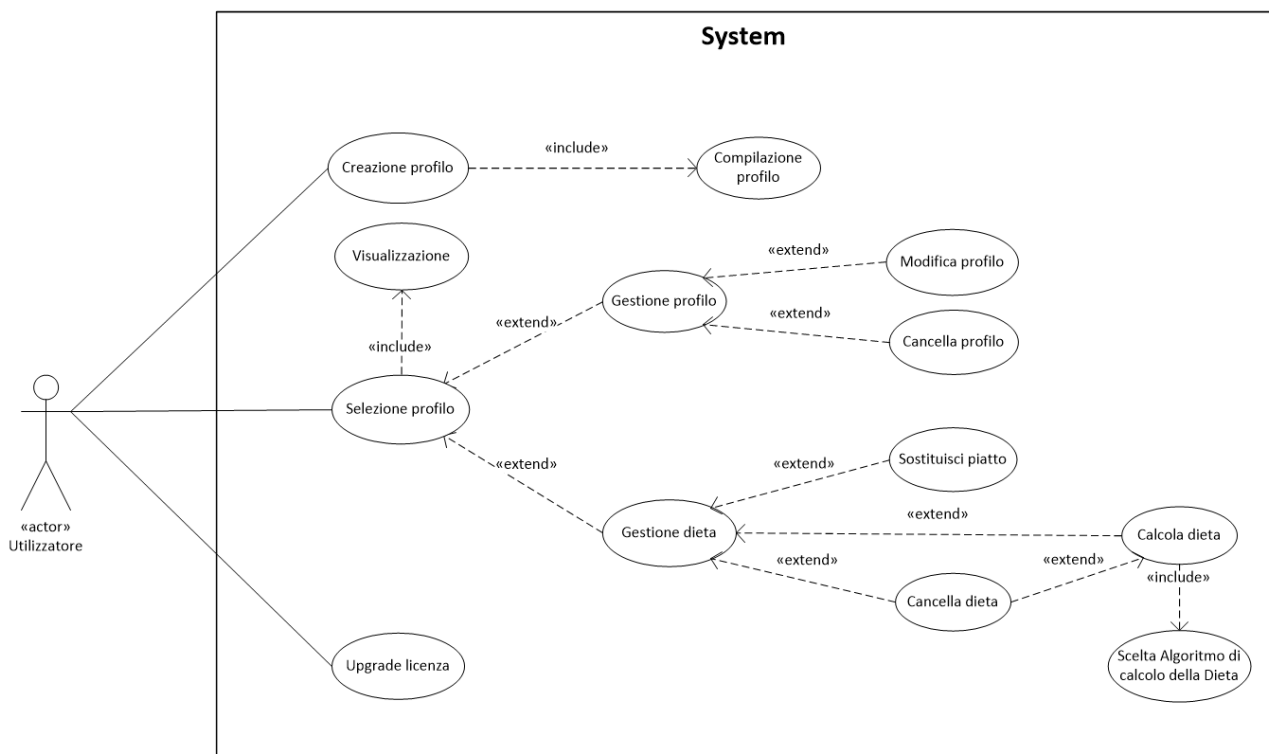 System
Creazione profilo
«include»
Compilazione
profilo
Visualizzazione
«include»
«extend»
Gestione profilo
«extend»
Modifica profilo
«extend»
Cancella profilo
Selezione profilo
«extend»
Gestione dieta
«extend»
Sostituisci piatto
«extend»
Calcola dieta
«extend»
Cancella dieta
«extend»
«include»
Scelta Algoritmo di
calcolo della Dieta
«actor»
Utilizzatore
Upgrade licenza